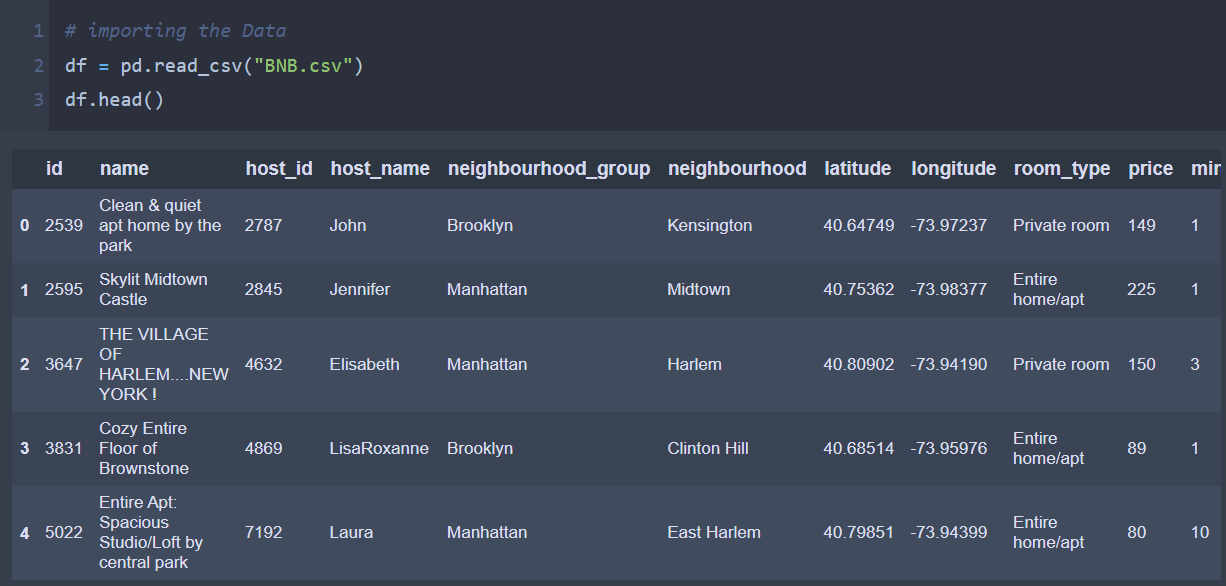 1 # importing the Data
2 df = pd.read_csv("BNB.csv")
3 df.head()
id name host_id host_name neighbourhood_group neighbourhood latitude longitude room_type price min
0 2539 Clean & quiet apt home by the park 2787 John Brooklyn Kensington 40.64749 -73.97237 Private room 149 1
1 2595 Skylit Midtown Castle 2845 Jennifer Manhattan Midtown 40.75362 -73.98377 Entire home/apt 225 1
2 3647 THE VILLAGE OF HARLEM....NEW YORK ! 4632 Elisabeth Manhattan Harlem 40.80902 -73.94190 Private room 150 3
3 3831 Cozy Entire Floor of Brownstone 4869 LisaRoxanne Brooklyn Clinton Hill 40.68514 -73.95976 Entire home/apt 89 1
4 5022 Entire Apt: Spacious Studio/Loft by central park 7192 Laura Manhattan East Harlem 40.79851 -73.94399 Entire home/apt 80 10